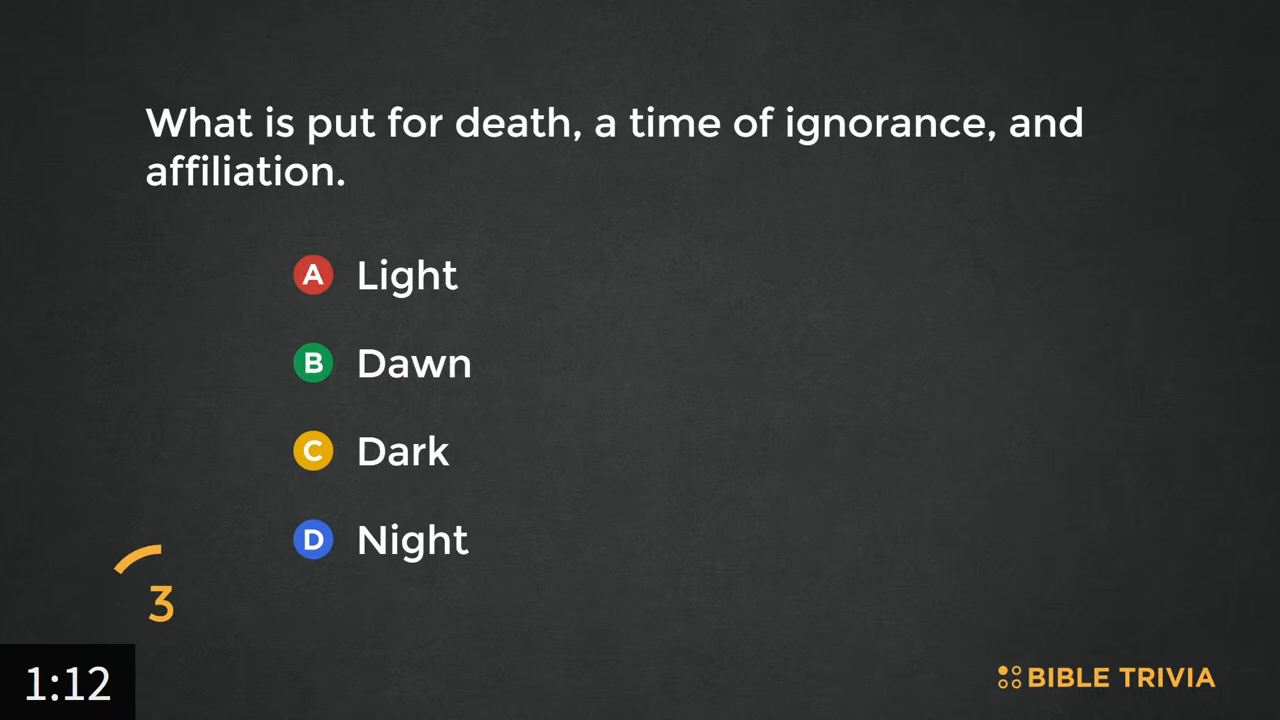 What is put for death, a time of ignorance, and
affiliation.
A Light
B Dawn
C Dark
D Night
3
1:12
BIBLE TRIVIA